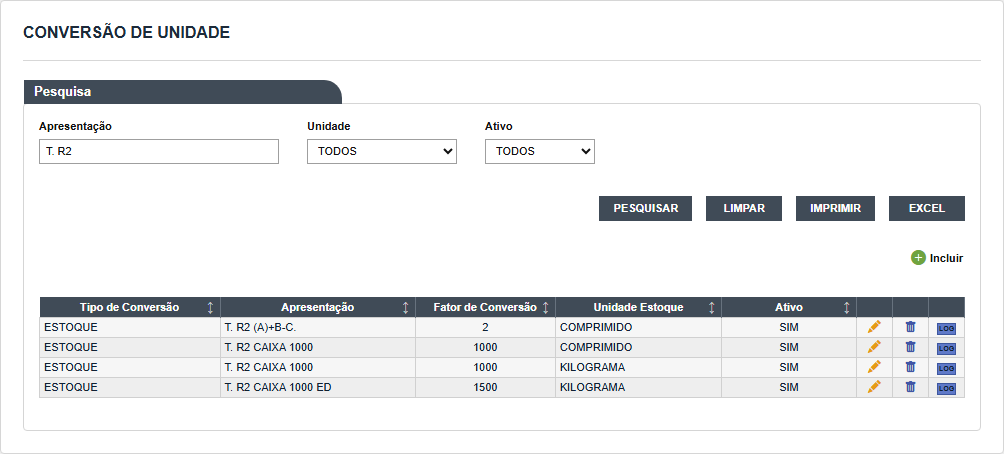 CONVERSÃO DE UNIDADE
Pesquisa
Apresentação Unidade Ativo
T. R2 TODOS TODOS
PESQUISAR LIMPAR IMPRIMIR EXCEL
Incluir
Tipo de Conversão Apresentação Fator de Conversão Unidade Estoque Ativo
ESTOQUE T. R2 (A)+B-C. 2 COMPRIMIDO SIM LOG
ESTOQUE T. R2 CAIXA 1000 1000 COMPRIMIDO SIM LOG
ESTOQUE T. R2 CAIXA 1000 1000 KILOGRAMA SIM LOG
ESTOQUE T. R2 CAIXA 1000 ED 1500 KILOGRAMA SIM LOG